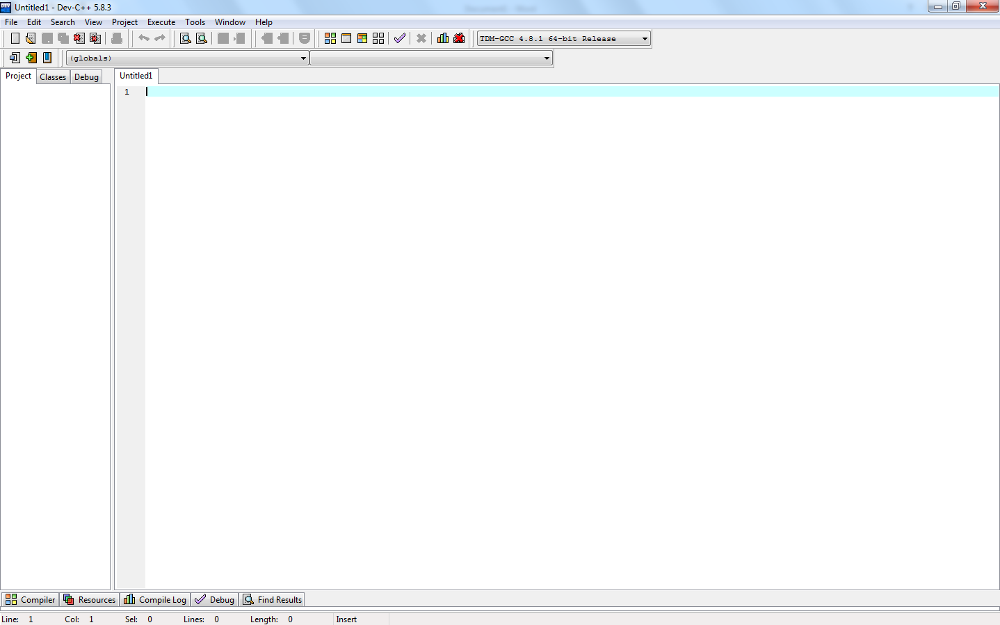 Untitled1 - Dev-C++ 5.8.3
File Edit Search View Project Execute Tools Window Help
TDM-GCC 4.8.1 64-bit Release
(globals)
Project Classes Debug Untitled1
1
Compiler Resources Compile Log Debug Find Results
Line: 1 Col: 1 Sel: 0 Lines: 0 Length: 0 Insert